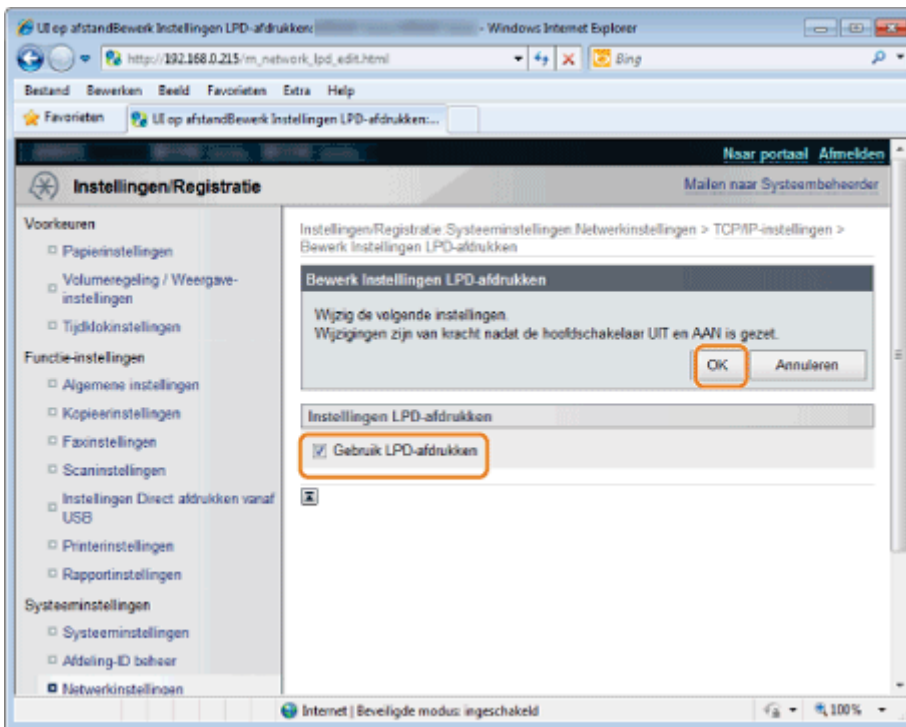 UI op afstandBewerk Instellingen LPD-afdrukken: - Windows Internet Explorer
http://192.168.0.215/m_network_lpd_edit.html
Bing
Bestand Bewerken Beeld Favorieten Extra Help
Favorieten
UI op afstandBewerk Instellingen LPD-afdrukken:...
Naar portaal Afmelden
Instellingen/Registratie
Mailen naar Systeembeheerder
Voorkeuren
Papierinstellingen
Volumeregeling / Weergave-
instellingen
Tijdklokinstellingen
Functie-instellingen
Algemene instellingen
Kopieerinstellingen
Faxinstellingen
Scaninstellingen
Instellingen Direct afdrukken vanaf
USB
Printerinstellingen
Rapportinstellingen
Systeeminstellingen
Systeeminstellingen
Afdeling-ID beheer
Netwerkinstellingen
Instellingen/Registratie:Systeeminstellingen:Netwerkinstellingen > TCP/IP-instellingen >
Bewerk Instellingen LPD-afdrukken
Bewerk Instellingen LPD-afdrukken
Wijzig de volgende instellingen.
Wijzigingen zijn van kracht nadat de hoofdschakelaar UIT en AAN is gezet.
OK Annuleren
Instellingen LPD-afdrukken
Gebruik LPD-afdrukken
Internet | Beveiligde modus: ingeschakeld
100%